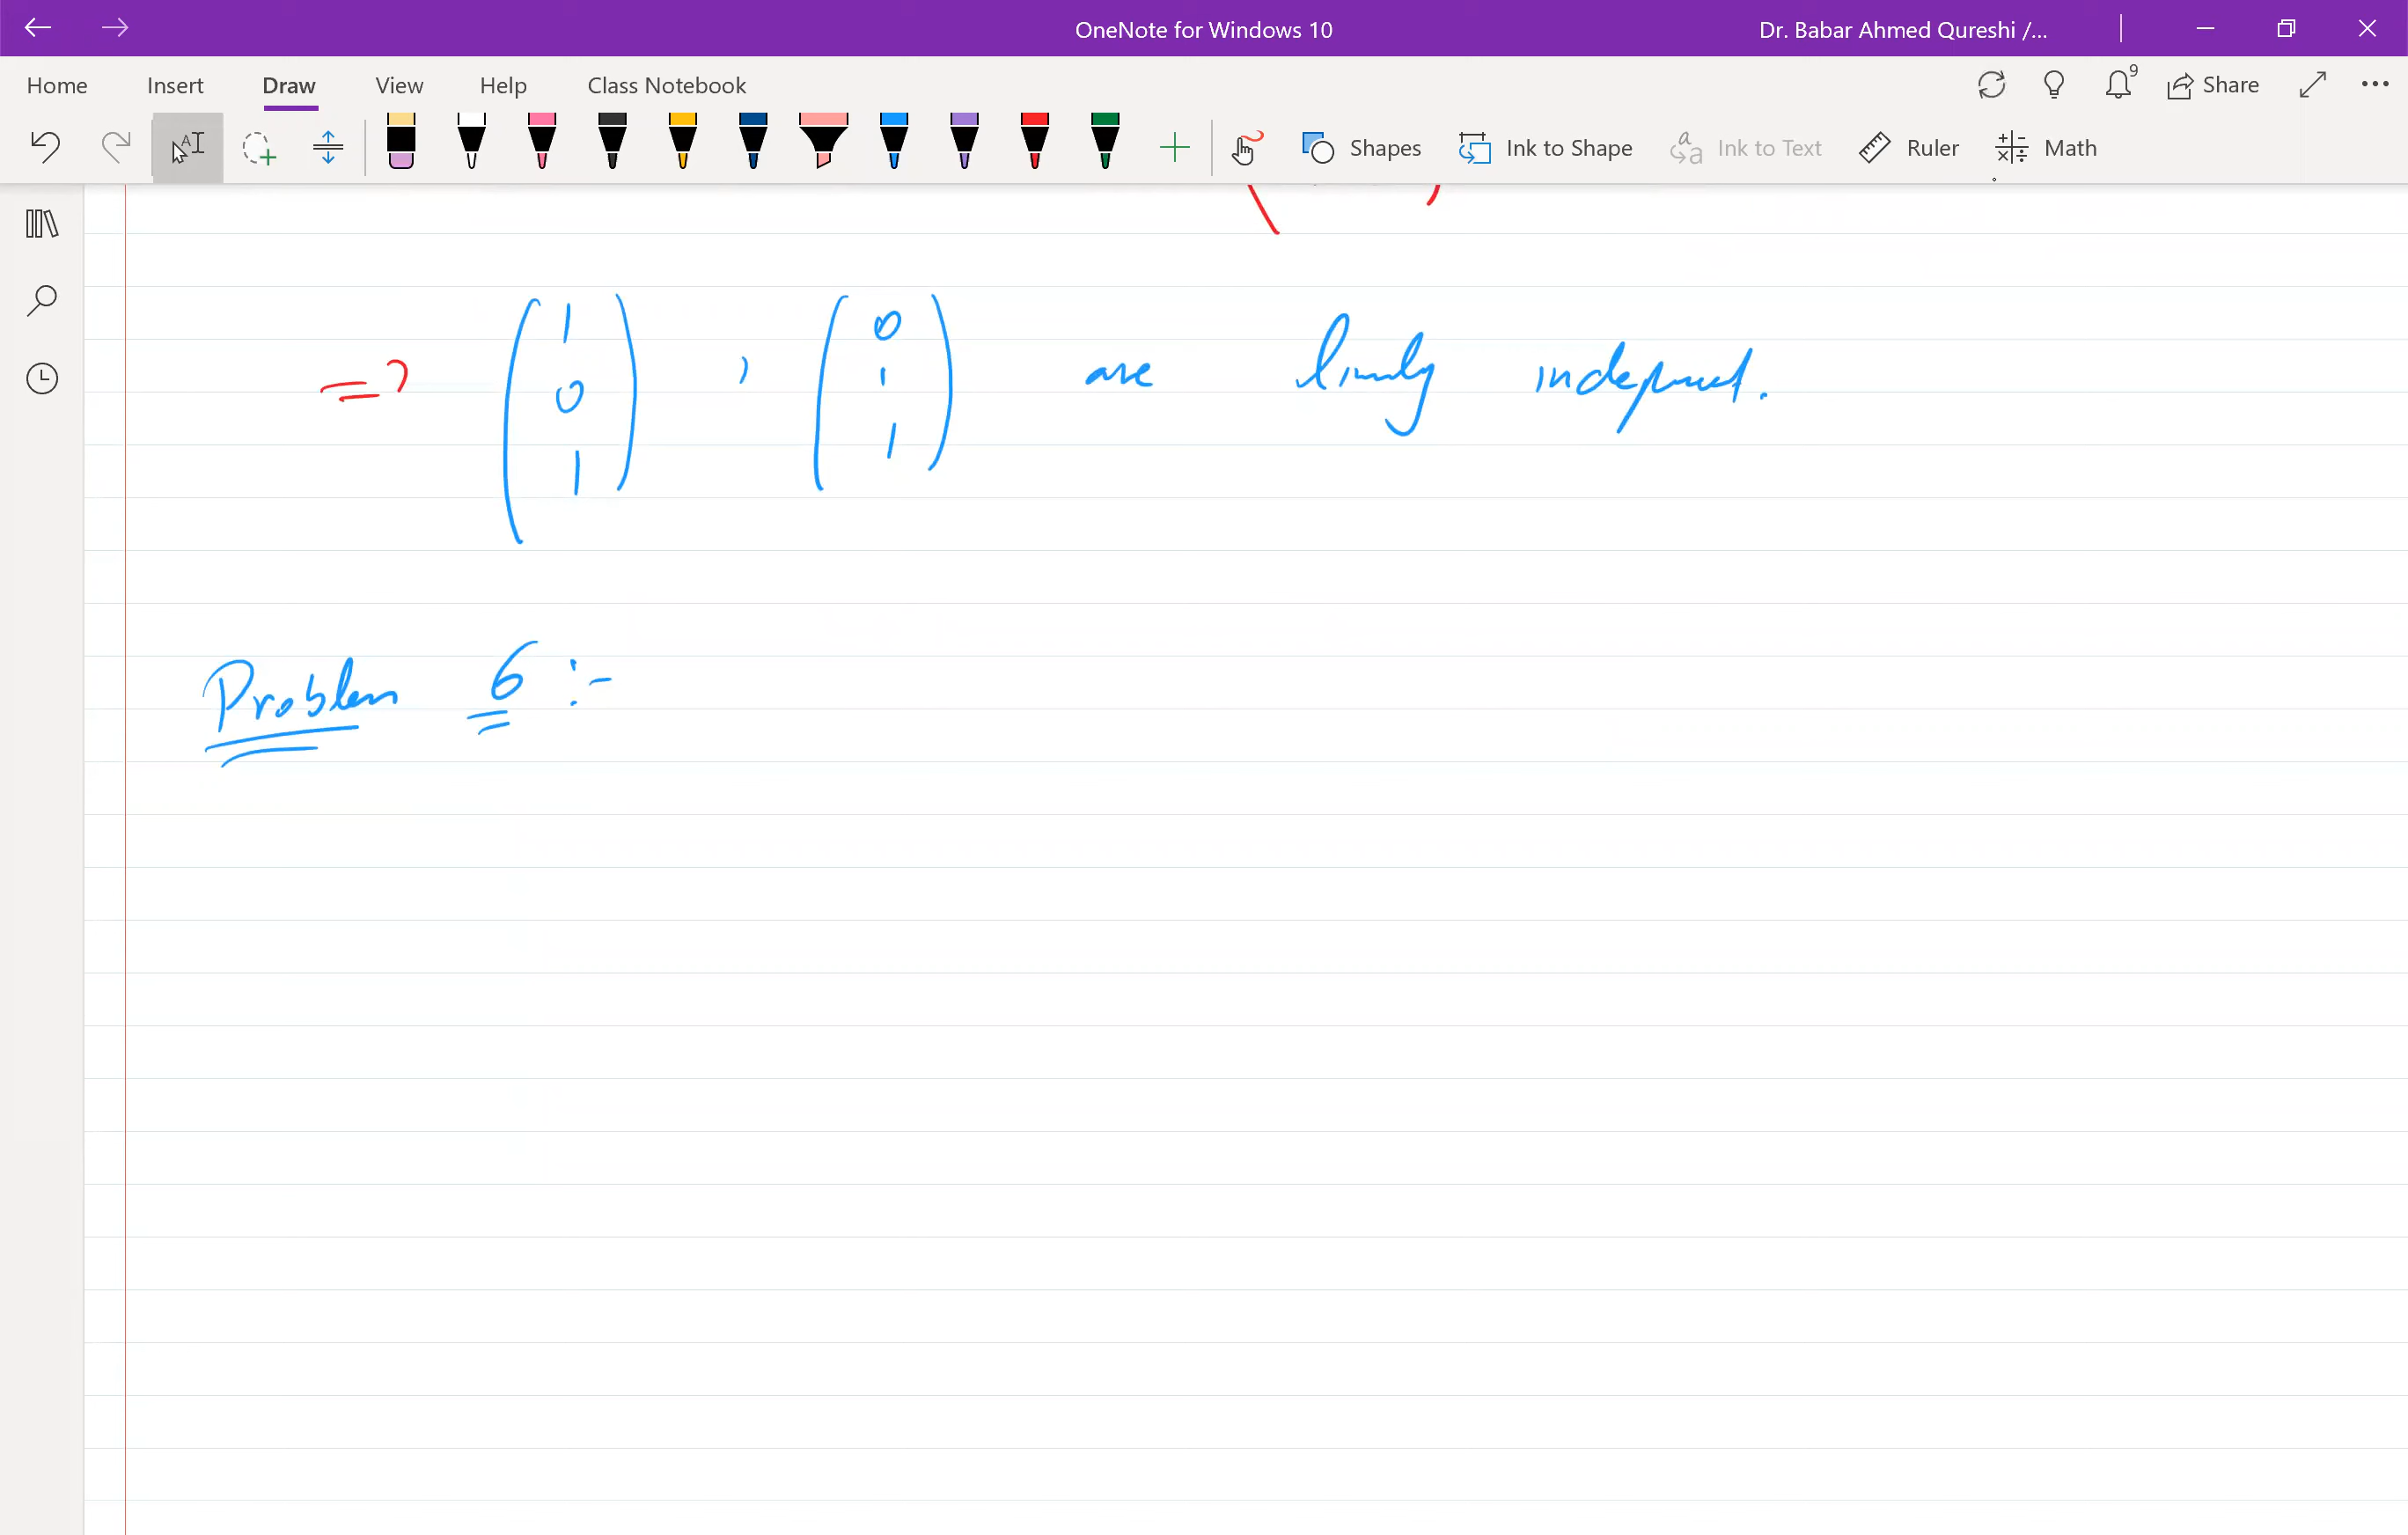 OneNote for Windows 10 Dr. Babar Ahmed Qureshi /...
Home Insert Draw View Help Class Notebook 9 Share
Shapes Ink to Shape Ink to Text Ruler Math
=> (1 0 1) , (0 1 1) are linearly independent.
Problem 6 :-